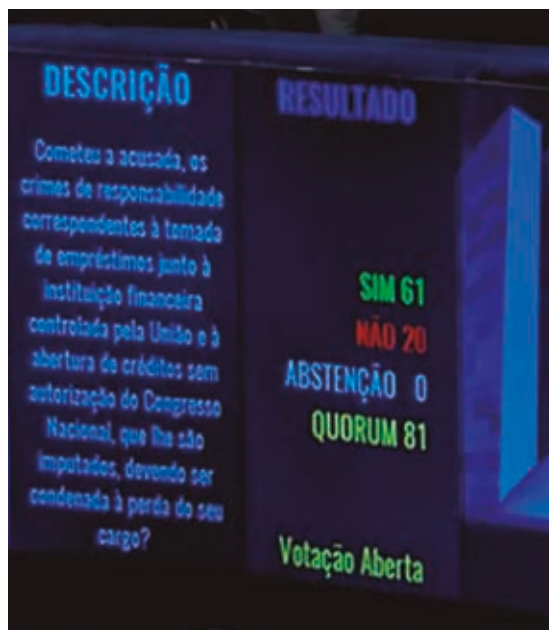 DESCRIÇÃO
Cometeu a acusada, os
crimes de responsabilidade
correspondentes à tomada
de empréstimos junto à
instituição financeira
controlada pela União e à
abertura de créditos sem
autorização do Congresso
Nacional, que lhe são
imputados, devendo ser
condenada à perda do seu
cargo?
RESULTADO
SIM 61
NÃO 20
ABSTENÇÃO 0
QUORUM 81
Votação Aberta